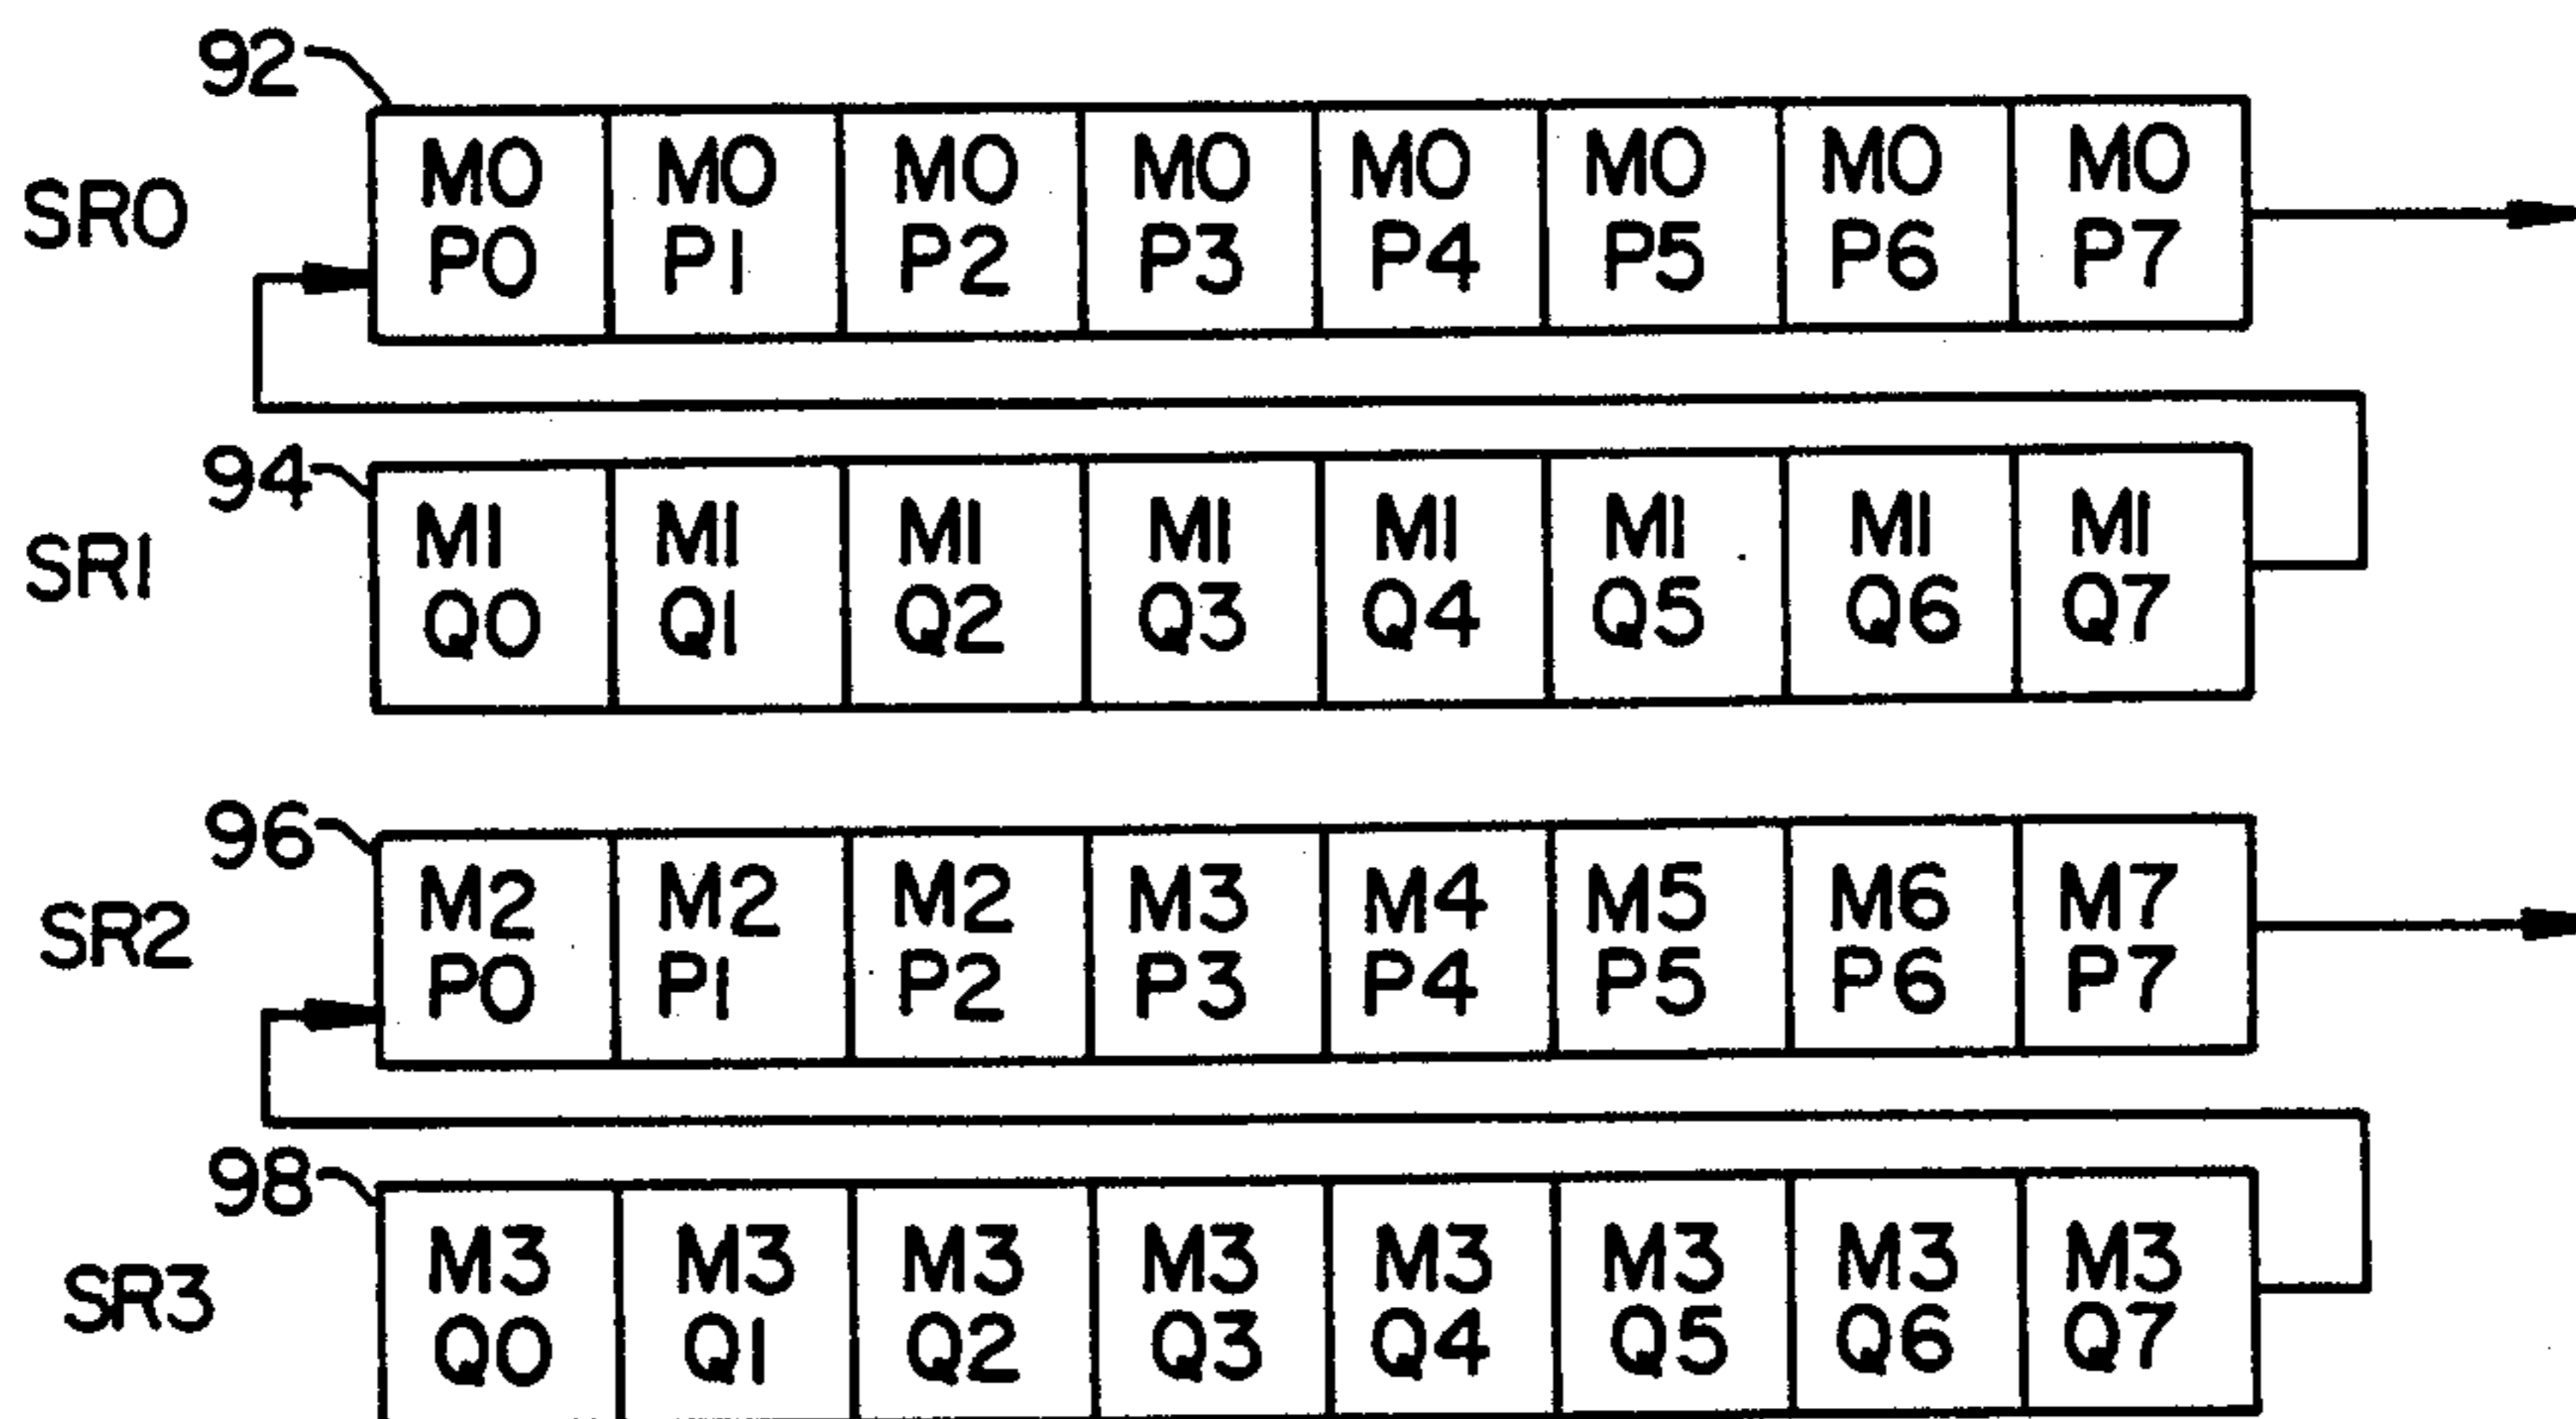 92
M0 M0 M0 M0 M0 M0 M0 M0
SR0
P0 P1 P2 P3 P4 P5 P6 P7
94
M1 M1 M1 M1 M1 M1 M1 M1
SR1
Q0 Q1 Q2 Q3 Q4 Q5 Q6 Q7
96
M2 M2 M2 M3 M4 M5 M6 M7
SR2
P0 P1 P2 P3 P4 P5 P6 P7
98
M3 M3 M3 M3 M3 M3 M3 M3
SR3
Q0 Q1 Q2 Q3 Q4 Q5 Q6 Q7